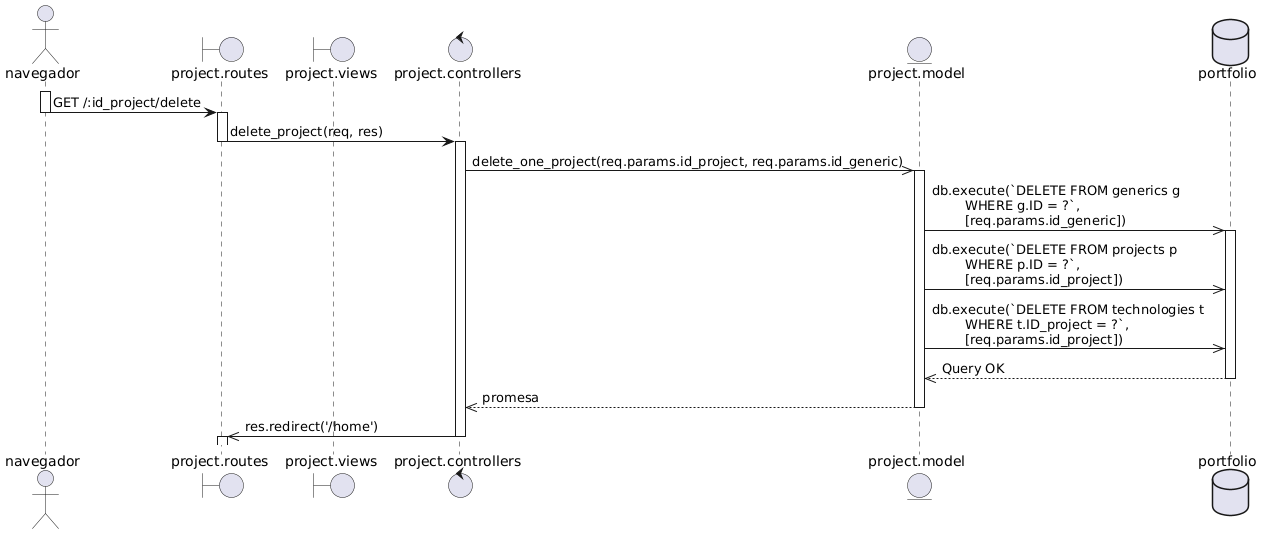 navegador
project.routes
project.views
project.controllers
project.model
portfolio
GET /:id_project/delete
delete_project(req, res)
delete_one_project(req.params.id_project, req.params.id_generic)
db.execute(`DELETE FROM generics g
WHERE g.ID = ?`,
[req.params.id_generic])
db.execute(`DELETE FROM projects p
WHERE p.ID = ?`,
[req.params.id_project])
db.execute(`DELETE FROM technologies t
WHERE t.ID_project = ?`,
[req.params.id_project])
Query OK
promesa
res.redirect('/home')
navegador
project.routes
project.views
project.controllers
project.model
portfolio